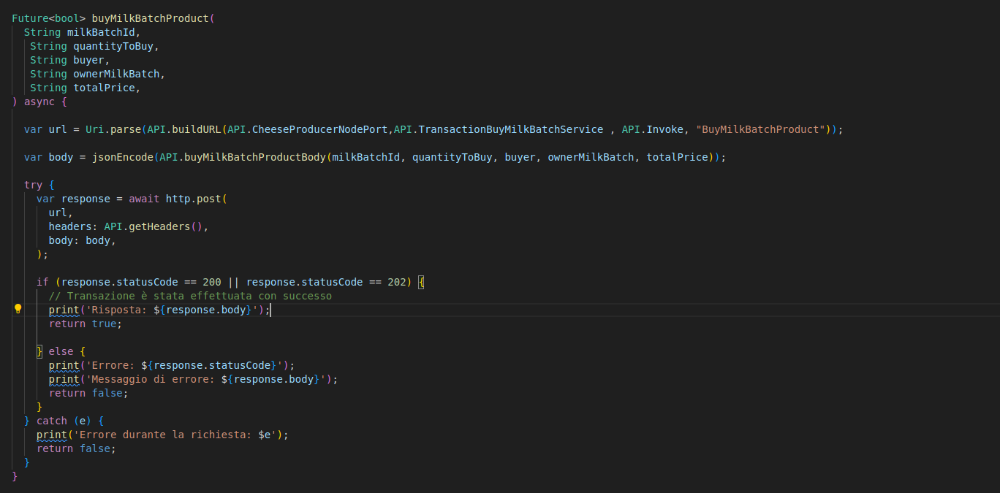 Future<bool> buyMilkBatchProduct(
  String milkBatchId,
   String quantityToBuy,
   String buyer,
   String ownerMilkBatch,
   String totalPrice,
) async {
  var url = Uri.parse(API.buildURL(API.CheeseProducerNodePort,API.TransactionBuyMilkBatchService , API.Invoke, "BuyMilkBatchProduct"));
  var body = jsonEncode(API.buyMilkBatchProductBody(milkBatchId, quantityToBuy, buyer, ownerMilkBatch, totalPrice));
  try {
    var response = await http.post(
      url,
      headers: API.getHeaders(),
      body: body,
    );
    if (response.statusCode == 200 || response.statusCode == 202) {
      // Transazione è stata effettuata con successo
      print('Risposta: ${response.body}');
      return true;
    } else {
      print('Errore: ${response.statusCode}');
      print('Messaggio di errore: ${response.body}');
      return false;
    }
  } catch (e) {
    print('Errore durante la richiesta: $e');
    return false;
  }
}